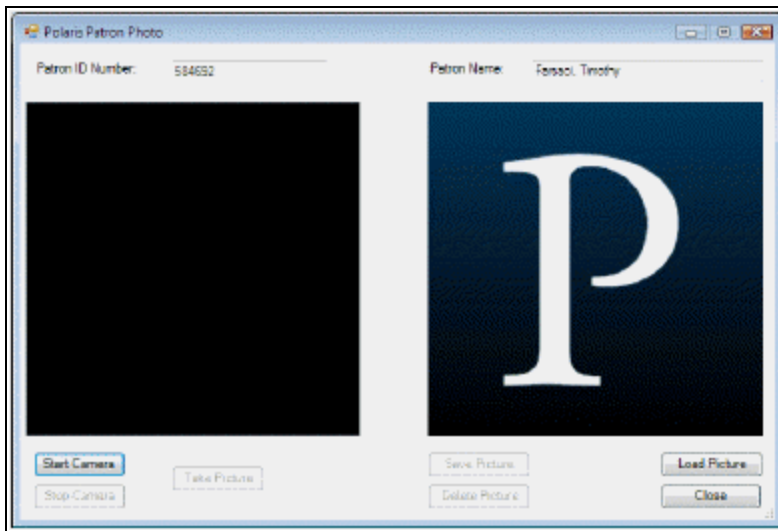 Polaris Patron Photo
Patron ID Number: 584692
Patron Name: Timothy
P
Start Camera
Stop Camera
Take Picture
Save Picture
Delete Picture
Load Picture
Close